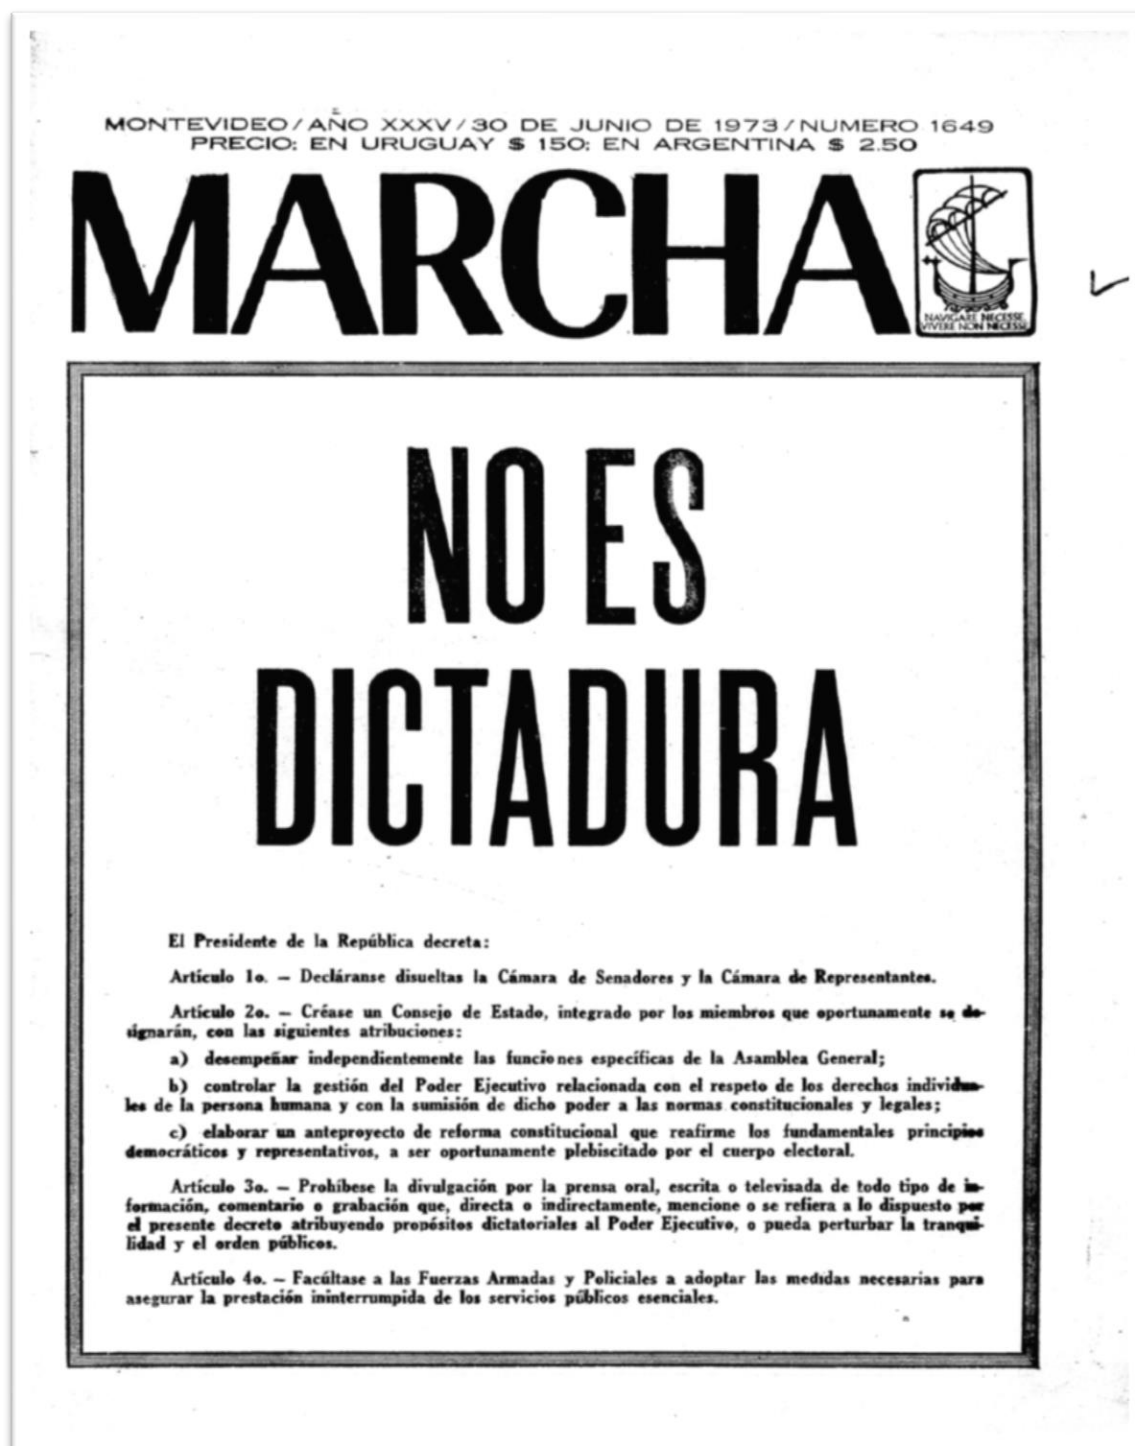 MONTEVIDEO/AÑO XXXV/30 DE JUNIO DE 1973/NUMERO 1649
PRECIO: EN URUGUAY $ 150: EN ARGENTINA $ 2.50
MARCHA
NAVIGARE NECESSE
VIVERE NON NECESSE
NO ES
DICTADURA
El Presidente de la República decreta:
Artículo 1o. — Decláranse disueltas la Cámara de Senadores y la Cámara de Representantes.
Artículo 2o. — Créase un Consejo de Estado, integrado por los miembros que oportunamente se de-
signarán, con las siguientes atribuciones:
a) desempeñar independientemente las funciones específicas de la Asamblea General;
b) controlar la gestión del Poder Ejecutivo relacionada con el respeto de los derechos individua-
les de la persona humana y con la sumisión de dicho poder a las normas constitucionales y legales;
c) elaborar un anteproyecto de reforma constitucional que reafirme los fundamentales principios
democráticos y representativos, a ser oportunamente plebiscitado por el cuerpo electoral.
Artículo 3o. — Prohíbese la divulgación por la prensa oral, escrita o televisada de todo tipo de in-
formación, comentario o grabación que, directa o indirectamente, mencione o se refiera a lo dispuesto por
el presente decreto atribuyendo propósitos dictatoriales al Poder Ejecutivo, o pueda perturbar la tranqui-
lidad y el orden públicos.
Artículo 4o. — Facúltase a las Fuerzas Armadas y Policiales a adoptar las medidas necesarias para
asegurar la prestación ininterrumpida de los servicios públicos esenciales.